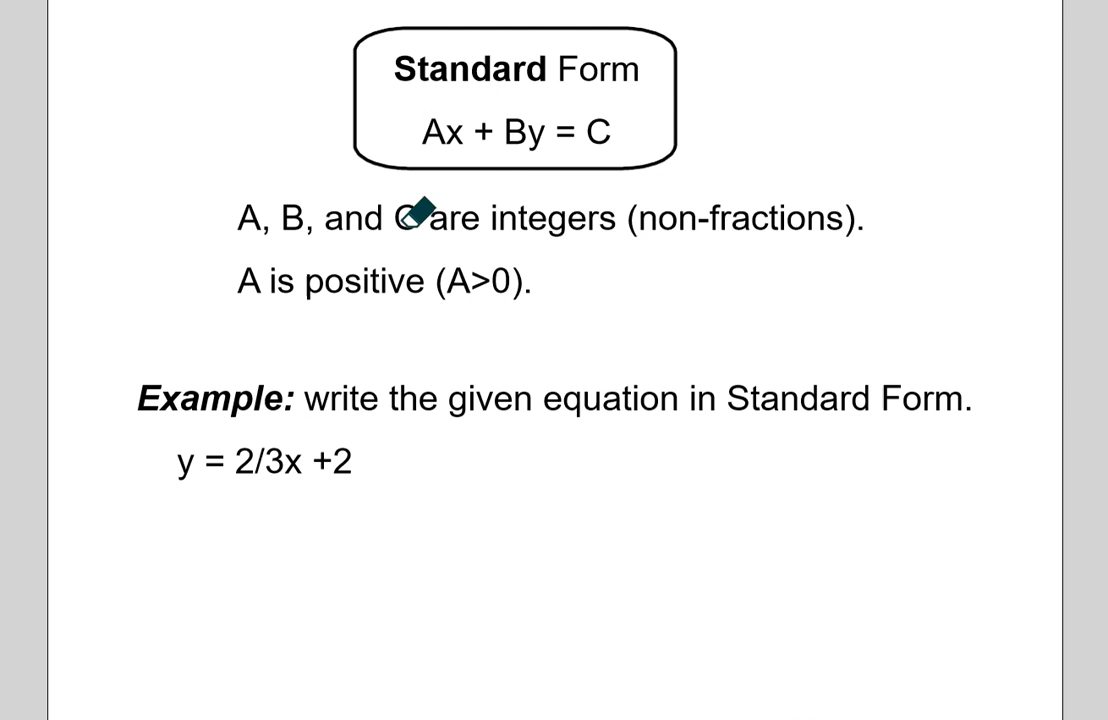 Standard Form
Ax + By = C
A, B, and C are integers (non-fractions).
A is positive (A>0).
Example: write the given equation in Standard Form.
y = 2/3x +2